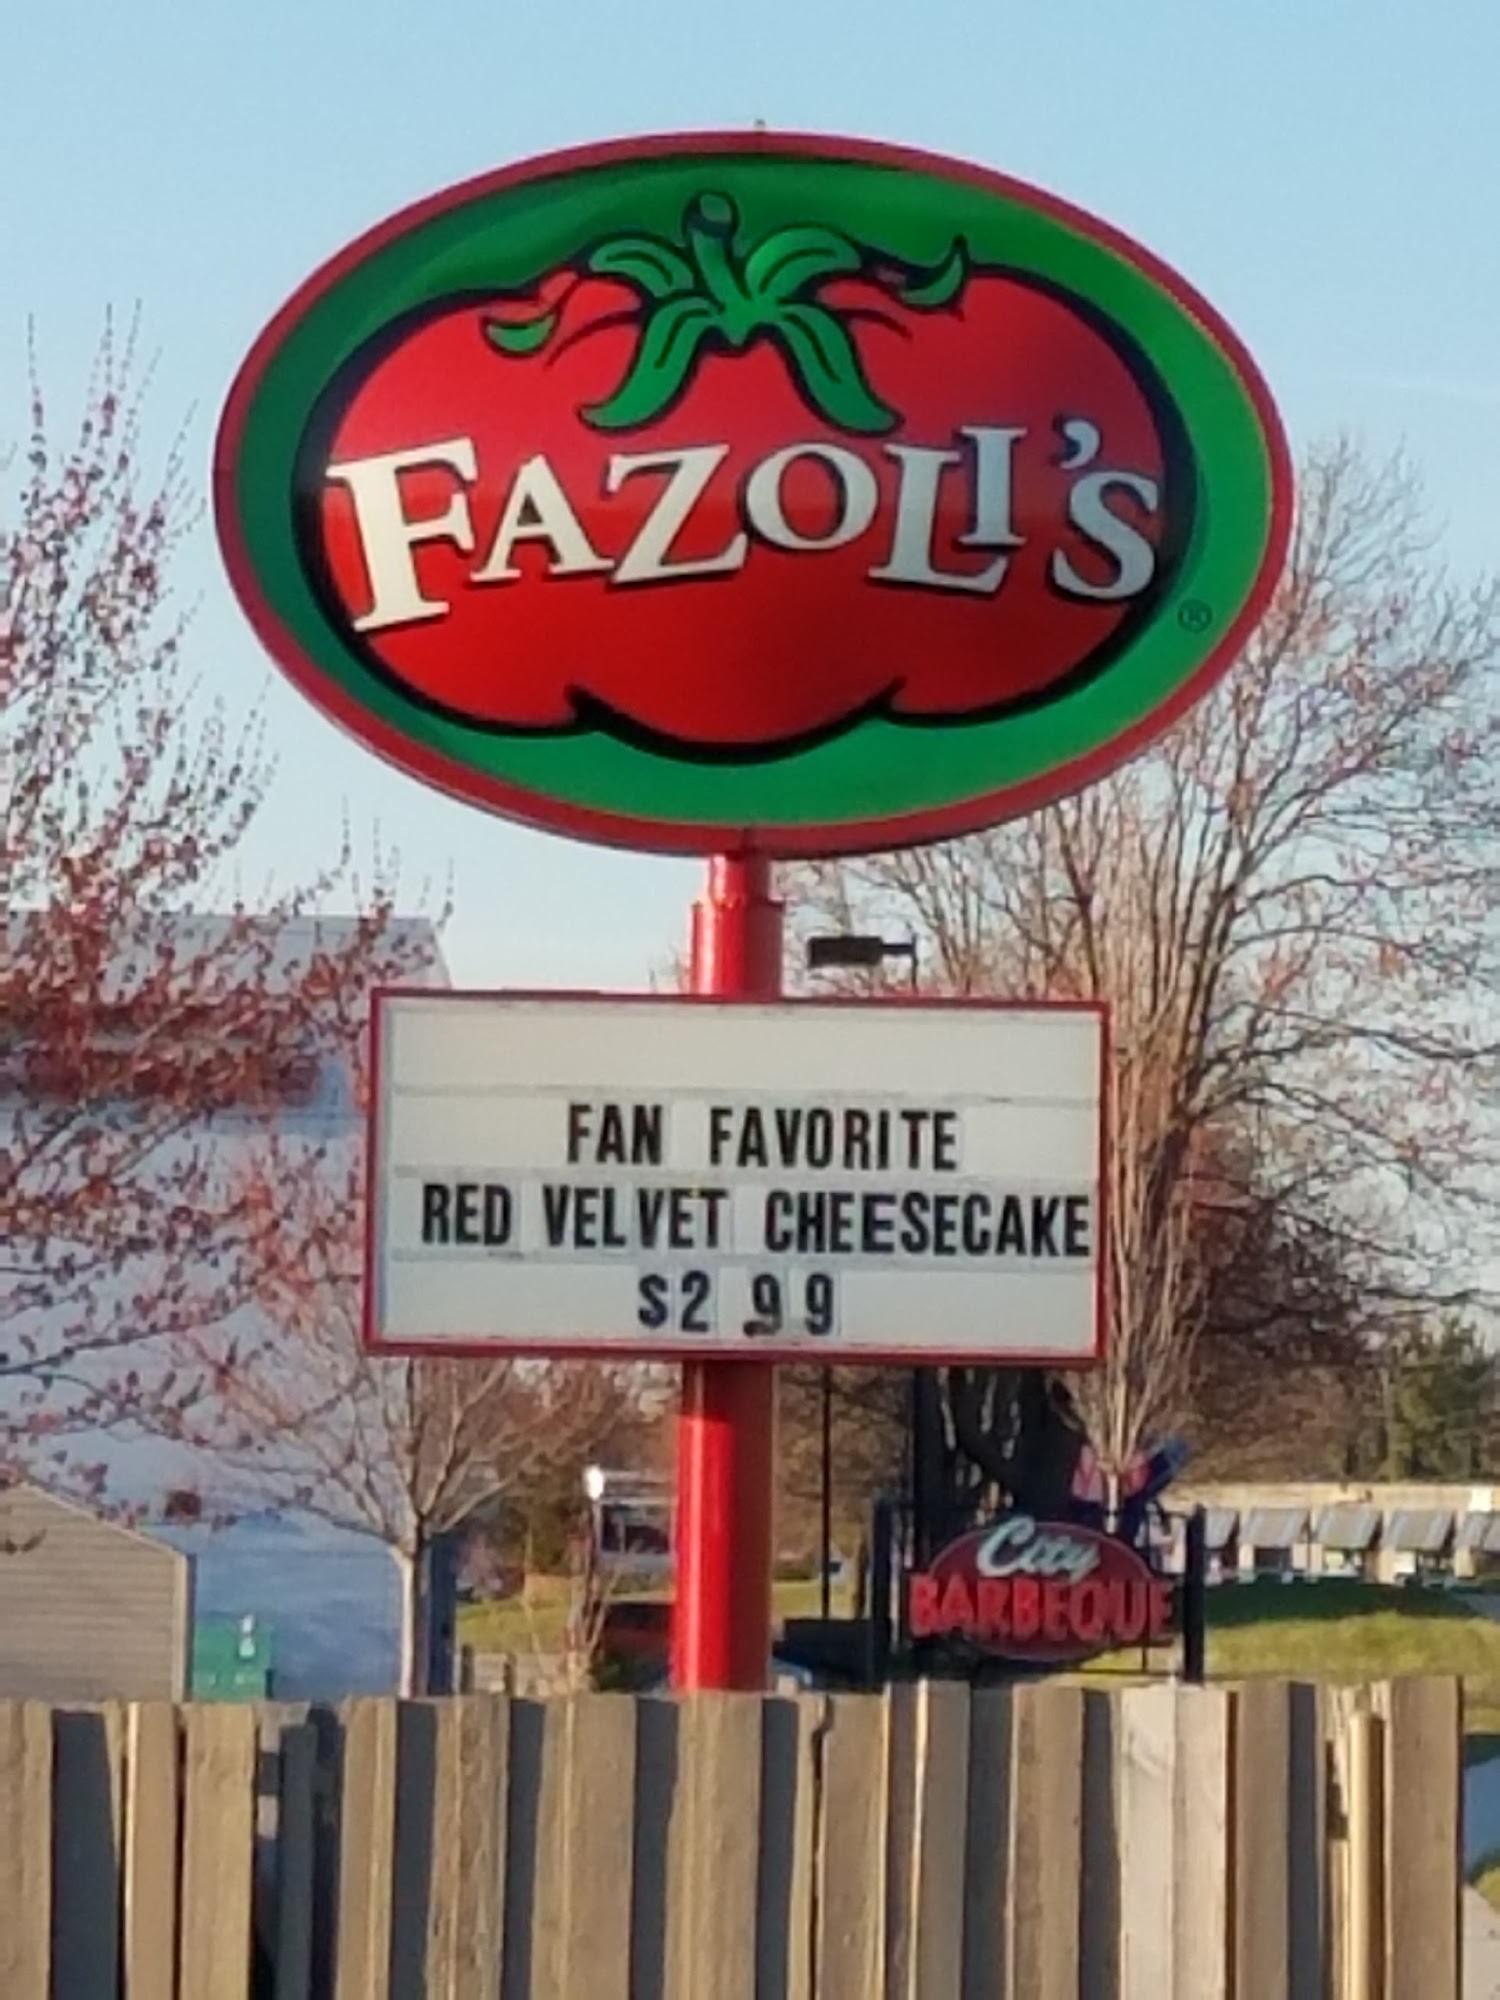 FAZOLI'S
®
FAN FAVORITE
RED VELVET CHEESECAKE
$2.99
City
BARBEQUE